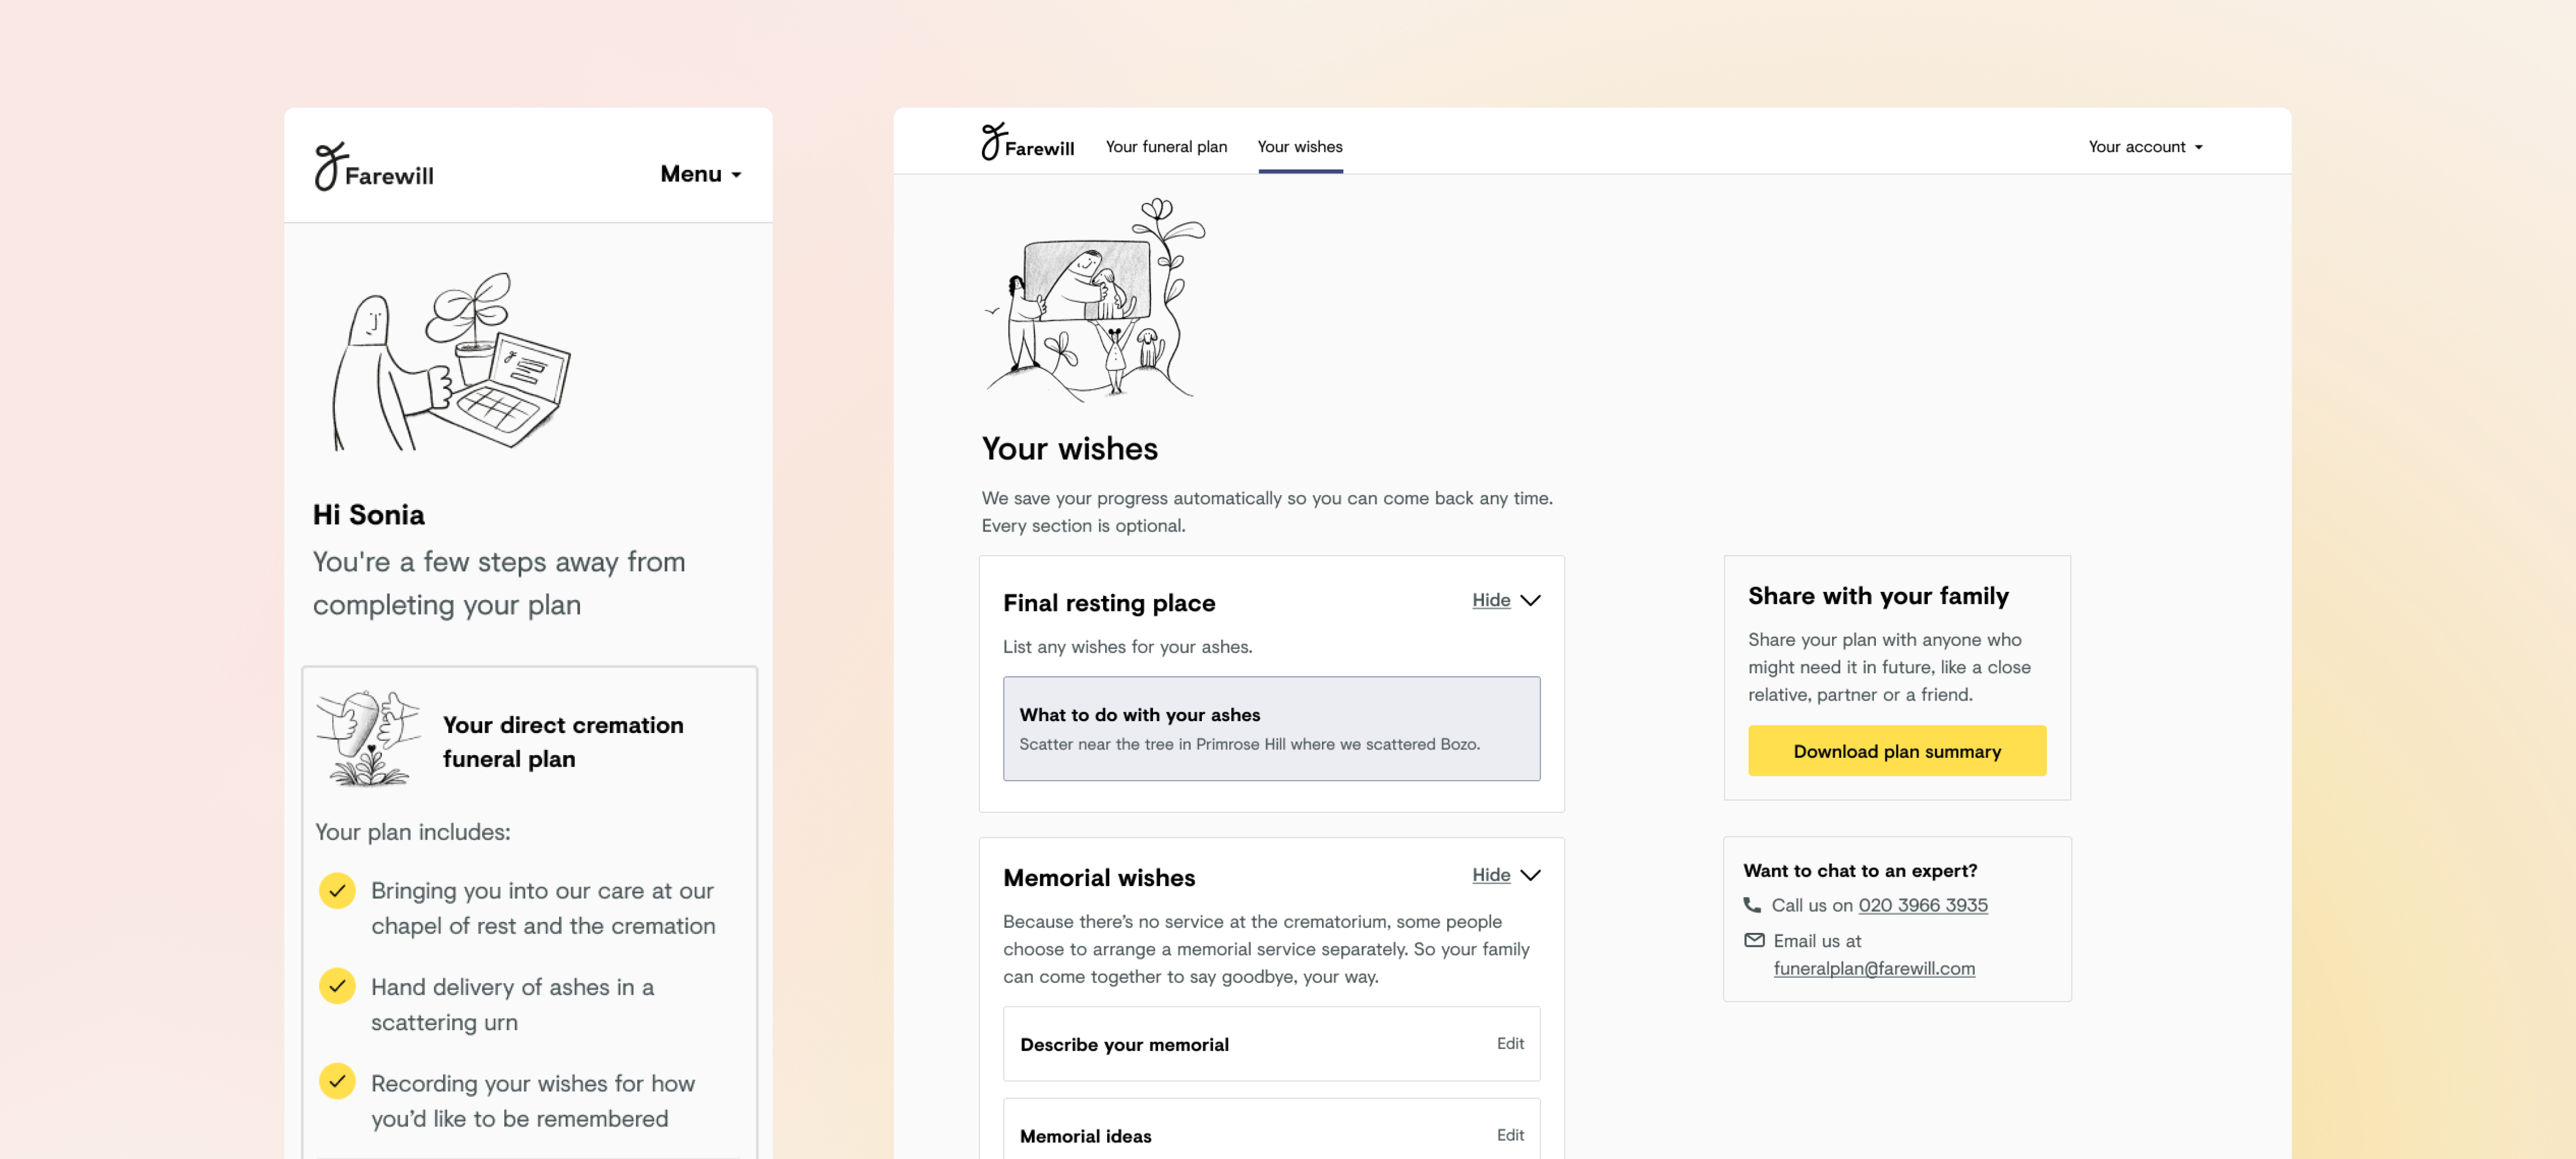 Farewill
Menu
Hi Sonia
You're a few steps away from
completing your plan
Your direct cremation
funeral plan
Your plan includes:
Bringing you into our care at our
chapel of rest and the cremation
Hand delivery of ashes in a
scattering urn
Recording your wishes for how
you’d like to be remembered
Farewill
Your funeral plan
Your wishes
Your account
Your wishes
We save your progress automatically so you can come back any time.
Every section is optional.
Final resting place
Hide
List any wishes for your ashes.
What to do with your ashes
Scatter near the tree in Primrose Hill where we scattered Bozo.
Memorial wishes
Hide
Because there’s no service at the crematorium, some people
choose to arrange a memorial service separately. So your family
can come together to say goodbye, your way.
Describe your memorial
Edit
Memorial ideas
Edit
Share with your family
Share your plan with anyone who
might need it in future, like a close
relative, partner or a friend.
Download plan summary
Want to chat to an expert?
Call us on 020 3966 3935
Email us at
funeralplan@farewill.com